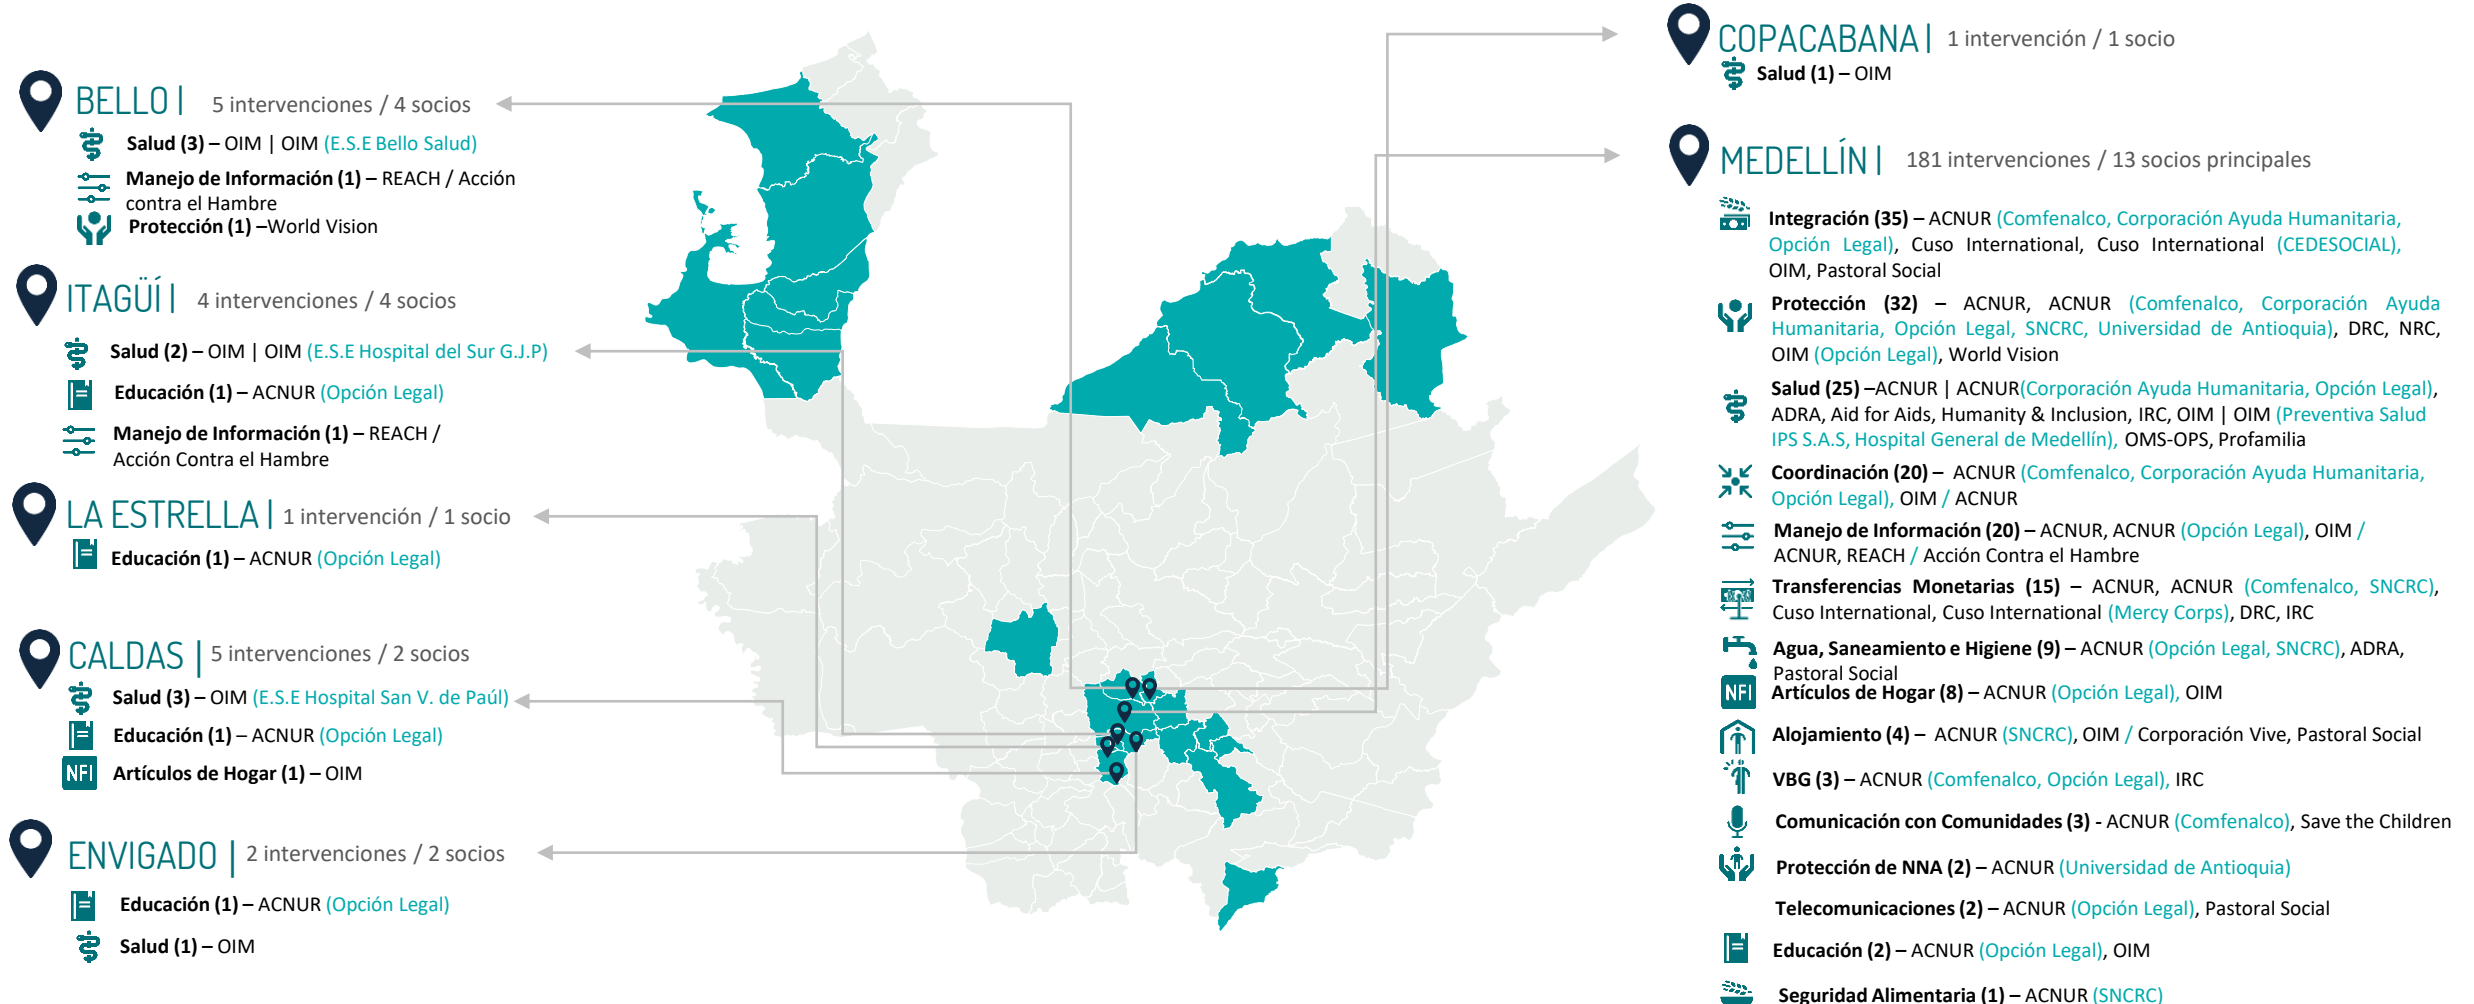 BELLO | 5 intervenciones / 4 socios
Salud (3) – OIM | OIM (E.S.E Bello Salud)
Manejo de Información (1) – REACH / Acción
contra el Hambre
Protección (1) –World Vision
ITAGÜÍ | 4 intervenciones / 4 socios
Salud (2) – OIM | OIM (E.S.E Hospital del Sur G.J.P)
Educación (1) – ACNUR (Opción Legal)
Manejo de Información (1) – REACH /
Acción Contra el Hambre
LA ESTRELLA | 1 intervención / 1 socio
Educación (1) – ACNUR (Opción Legal)
CALDAS | 5 intervenciones / 2 socios
Salud (3) – OIM (E.S.E Hospital San V. de Paúl)
Educación (1) – ACNUR (Opción Legal)
NFI Artículos de Hogar (1) – OIM
ENVIGADO | 2 intervenciones / 2 socios
Educación (1) – ACNUR (Opción Legal)
Salud (1) – OIM
COPACABANA | 1 intervención / 1 socio
Salud (1) – OIM
MEDELLÍN | 181 intervenciones / 13 socios principales
Integración (35) – ACNUR (Comfenalco, Corporación Ayuda Humanitaria,
Opción Legal), Cuso International, Cuso International (CEDESOCIAL),
OIM, Pastoral Social
Protección (32) – ACNUR, ACNUR (Comfenalco, Corporación Ayuda
Humanitaria, Opción Legal, SNCRC, Universidad de Antioquia), DRC, NRC,
OIM (Opción Legal), World Vision
Salud (25) –ACNUR | ACNUR(Corporación Ayuda Humanitaria, Opción Legal),
ADRA, Aid for Aids, Humanity & Inclusion, IRC, OIM | OIM (Preventiva Salud
IPS S.A.S, Hospital General de Medellín), OMS-OPS, Profamilia
Coordinación (20) – ACNUR (Comfenalco, Corporación Ayuda Humanitaria,
Opción Legal), OIM / ACNUR
Manejo de Información (20) – ACNUR, ACNUR (Opción Legal), OIM /
ACNUR, REACH / Acción Contra el Hambre
Transferencias Monetarias (15) – ACNUR, ACNUR (Comfenalco, SNCRC),
Cuso International, Cuso International (Mercy Corps), DRC, IRC
Agua, Saneamiento e Higiene (9) – ACNUR (Opción Legal, SNCRC), ADRA,
Pastoral Social
NFI Artículos de Hogar (8) – ACNUR (Opción Legal), OIM
Alojamiento (4) – ACNUR (SNCRC), OIM / Corporación Vive, Pastoral Social
VBG (3) – ACNUR (Comfenalco, Opción Legal), IRC
Comunicación con Comunidades (3) - ACNUR (Comfenalco), Save the Children
Protección de NNA (2) – ACNUR (Universidad de Antioquia)
Telecomunicaciones (2) – ACNUR (Opción Legal), Pastoral Social
Educación (2) – ACNUR (Opción Legal), OIM
Seguridad Alimentaria (1) – ACNUR (SNCRC)